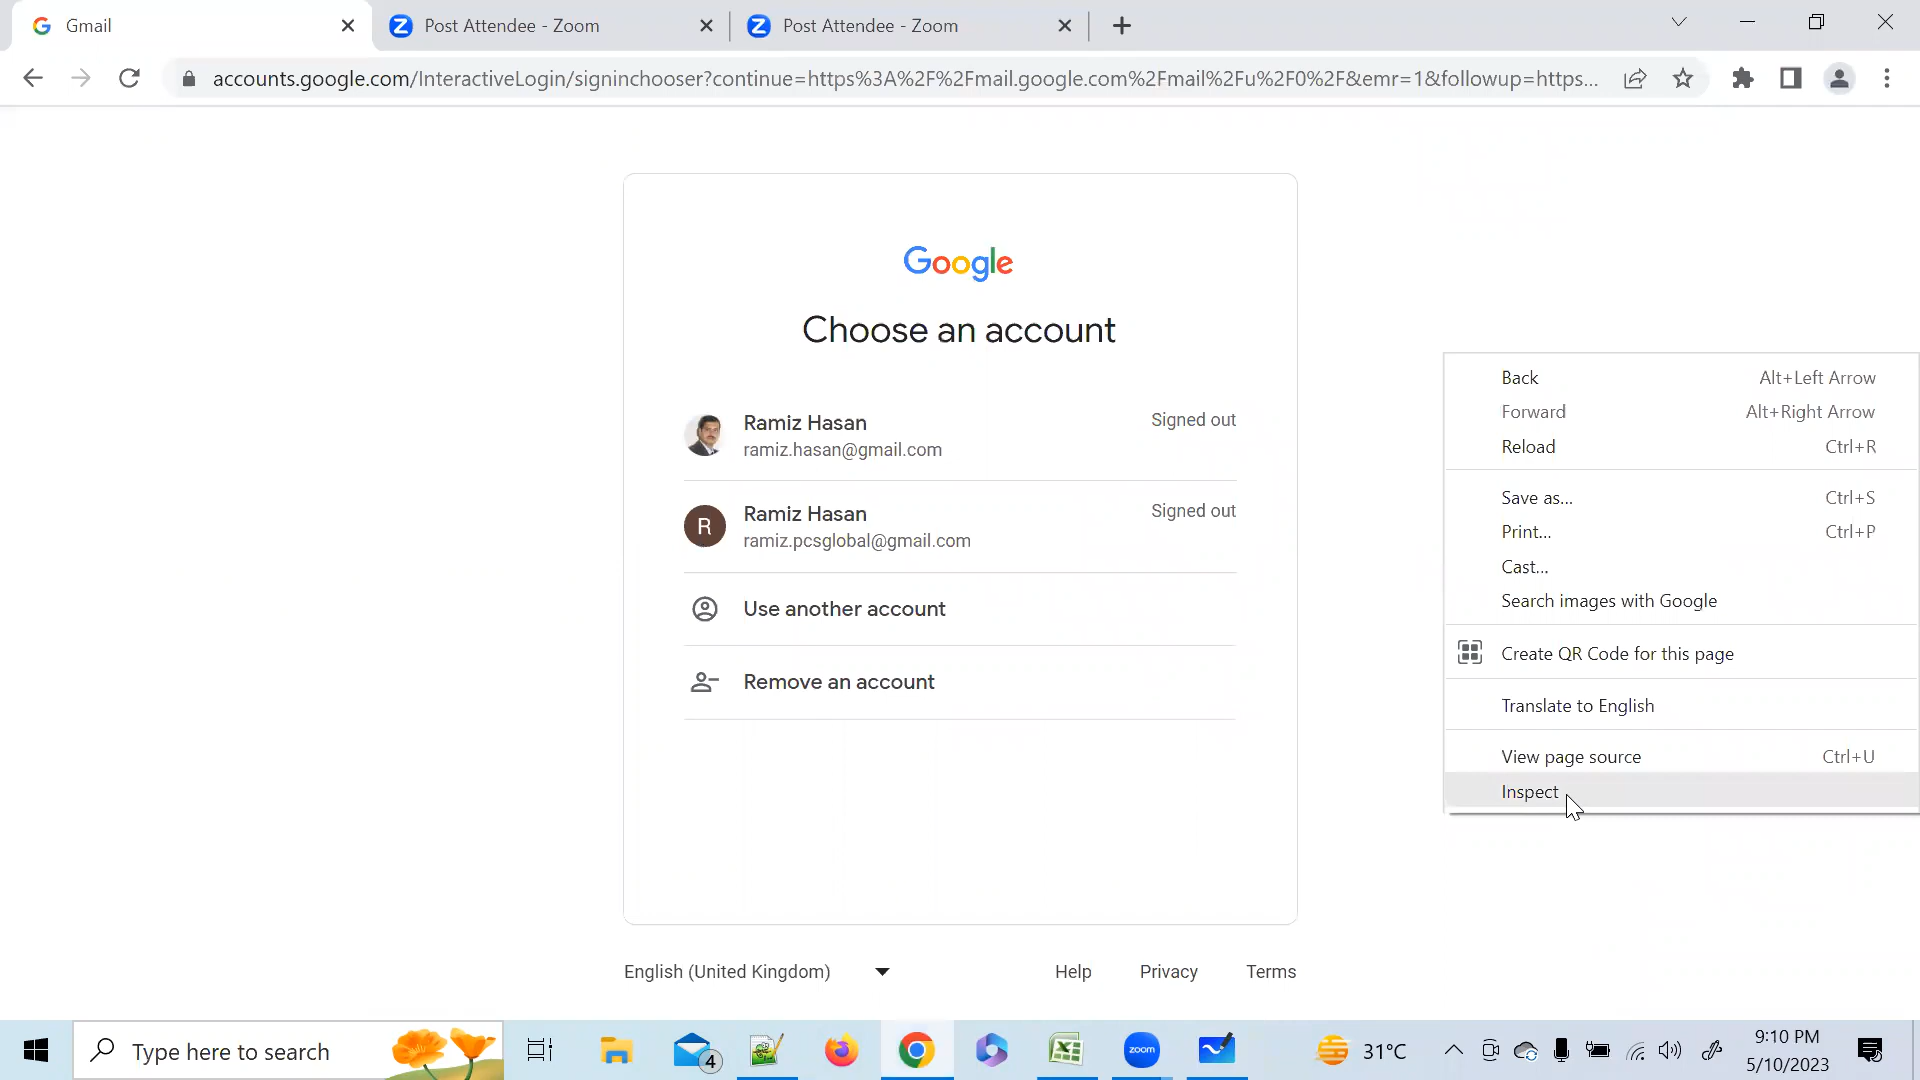 Gmail
Post Attendee - Zoom
Post Attendee - Zoom
accounts.google.com/InteractiveLogin/signinchooser?continue=https%3A%2F%2Fmail.google.com%2Fmail%2Fu%2F0%2F&emr=1&followup=https...
Google
Choose an account
Ramiz Hasan
Signed out
ramiz.hasan@gmail.com
R
Ramiz Hasan
Signed out
ramiz.pcsglobal@gmail.com
Use another account
Remove an account
English (United Kingdom)
Help
Privacy
Terms
Back Alt+Left Arrow
Forward Alt+Right Arrow
Reload Ctrl+R
Save as... Ctrl+S
Print... Ctrl+P
Cast...
Search images with Google
Create QR Code for this page
Translate to English
View page source Ctrl+U
Inspect
Type here to search
4
zoom
31°C
9:10 PM
5/10/2023